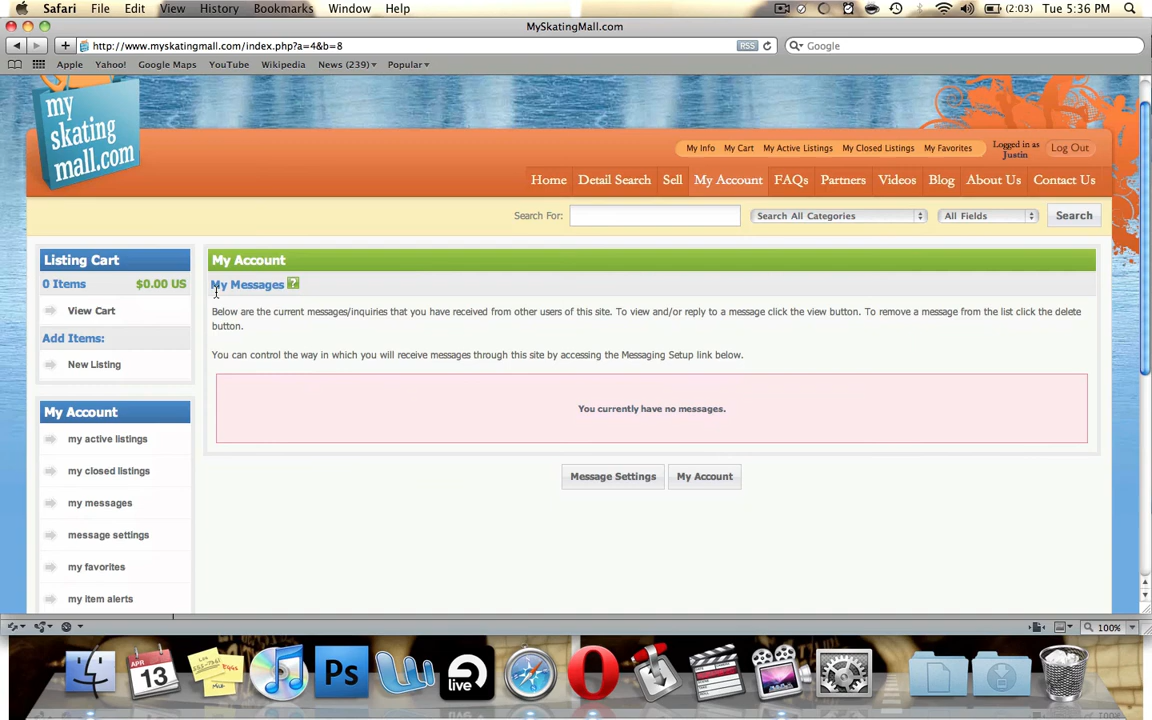 Safari File Edit View History Bookmarks Window Help (2:03) Tue 5:36 PM
MySkatingMall.com
http://www.myskatingmall.com/index.php?a=4&b=8 RSS Google
Apple Yahoo! Google Maps YouTube Wikipedia News (239) Popular
my
skating
mall.com
My Info My Cart My Active Listings My Closed Listings My Favorites Logged in as Justin Log Out
Home Detail Search Sell My Account FAQs Partners Videos Blog About Us Contact Us
Search For: Search All Categories All Fields Search
Listing Cart
0 Items $0.00 US
View Cart
Add Items:
New Listing
My Account
my active listings
my closed listings
my messages
message settings
my favorites
my item alerts
My Account
My Messages ?
Below are the current messages/inquiries that you have received from other users of this site. To view and/or reply to a message click the view button. To remove a message from the list click the delete
button.
You can control the way in which you will receive messages through this site by accessing the Messaging Setup link below.
You currently have no messages.
Message Settings My Account
100%
APR
13
Eggs
Ps
live